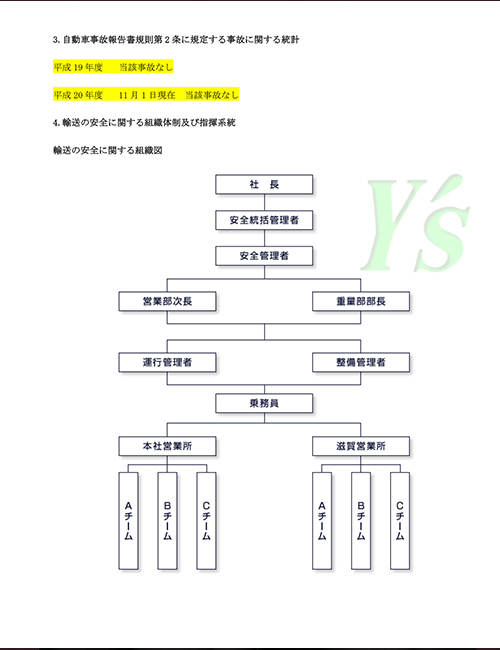 3. 自動車事故報告書規則第２条に規定する事故に関する統計
平成 19 年度　当該事故なし
平成 20 年度　11 月 1 日現在　当該事故なし
4. 輸送の安全に関する組織体制及び指揮系統
輸送の安全に関する組織図
社　長
Y's
安全統括管理者
安全管理者
営業部次長　重量部部長
運行管理者　整備管理者
乗務員
本社営業所　滋賀営業所
Aチーム　Bチーム　Cチーム　Aチーム　Bチーム　Cチーム